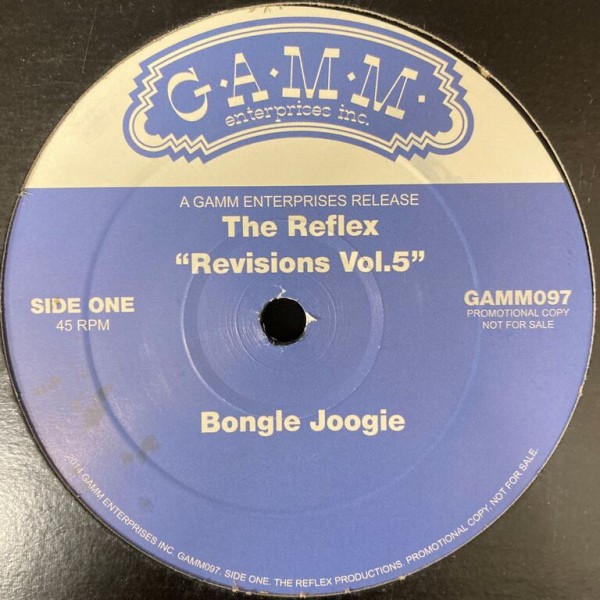 G·A·M·M·
enterprises inc.
A GAMM ENTERPRISES RELEASE
The Reflex
“Revisions Vol.5”
SIDE ONE
45 RPM
GAMM097
PROMOTIONAL COPY
NOT FOR SALE
Bongle Joogie
2014 GAMM ENTERPRISES INC. GAMM097. SIDE ONE. THE REFLEX PRODUCTIONS. PROMOTIONAL COPY. NOT FOR SALE.